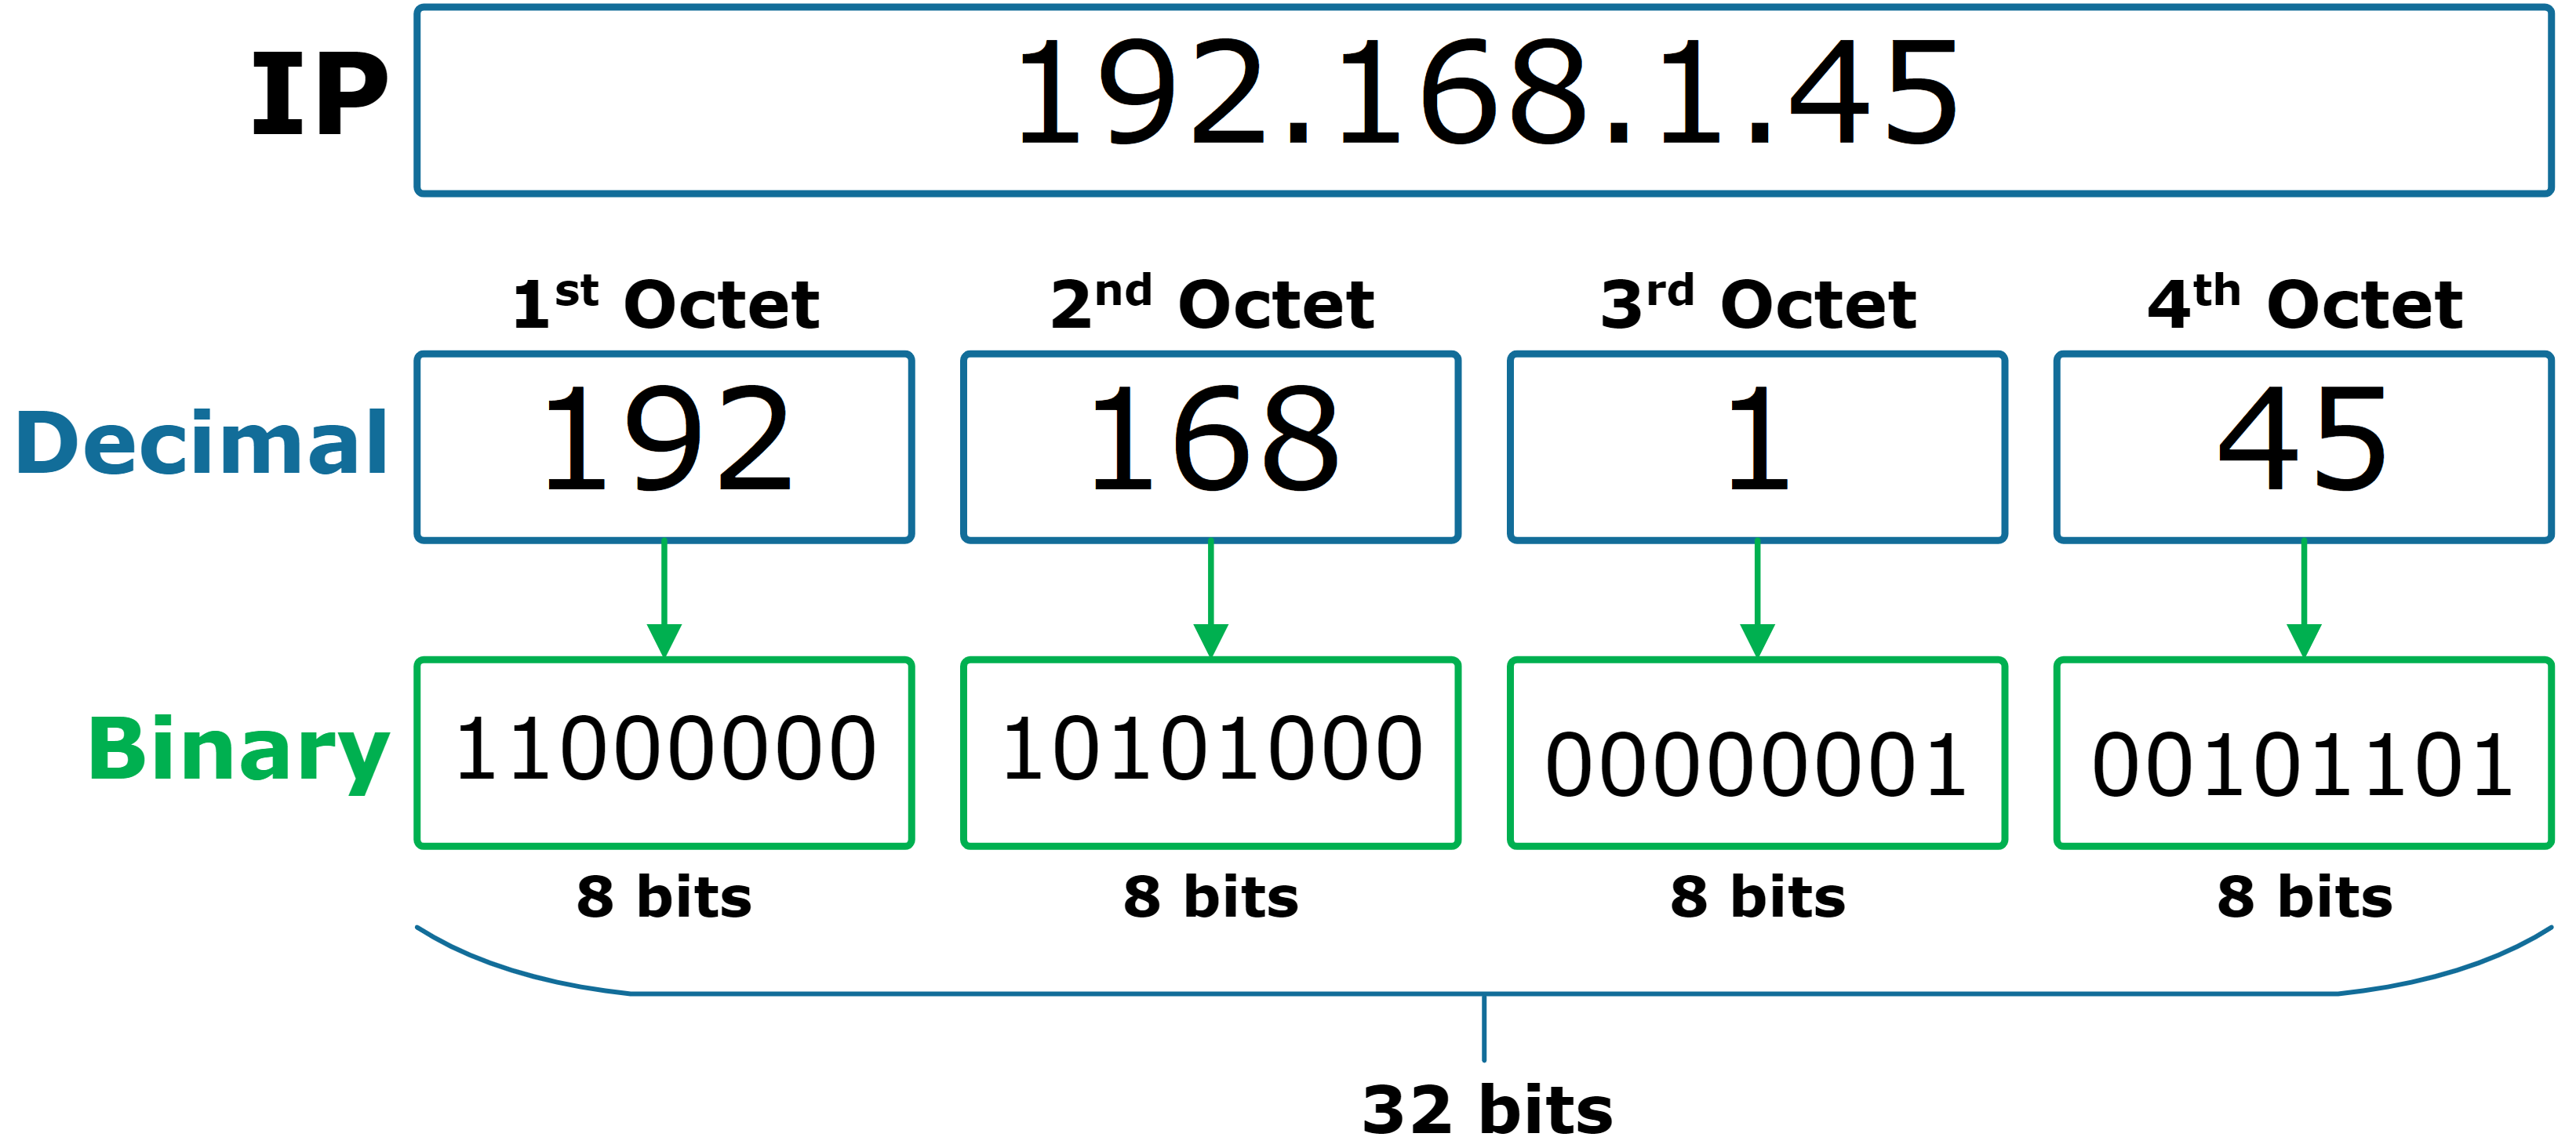 IP 192.168.1.45
1st Octet 2nd Octet 3rd Octet 4th Octet
Decimal 192 168 1 45
Binary 11000000 10101000 00000001 00101101
8 bits 8 bits 8 bits 8 bits
32 bits